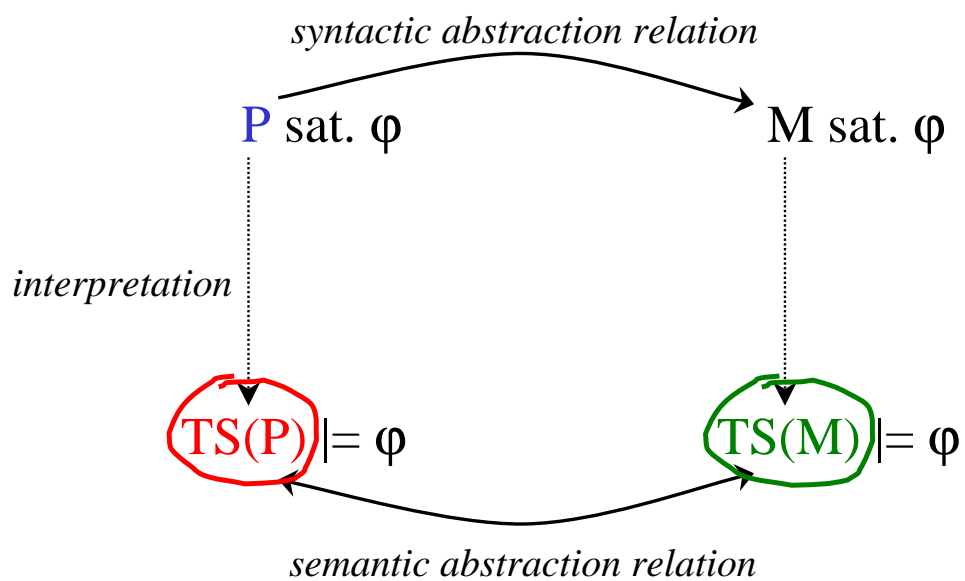 syntactic abstraction relation
P sat. φ
M sat. φ
interpretation
TS(P) |= φ
TS(M) |= φ
semantic abstraction relation